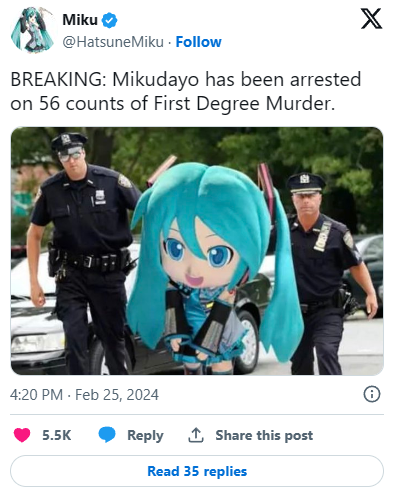 Miku
@HatsuneMiku · Follow
BREAKING: Mikudayo has been arrested
on 56 counts of First Degree Murder.
4:20 PM · Feb 25, 2024
5.5K Reply Share this post
Read 35 replies